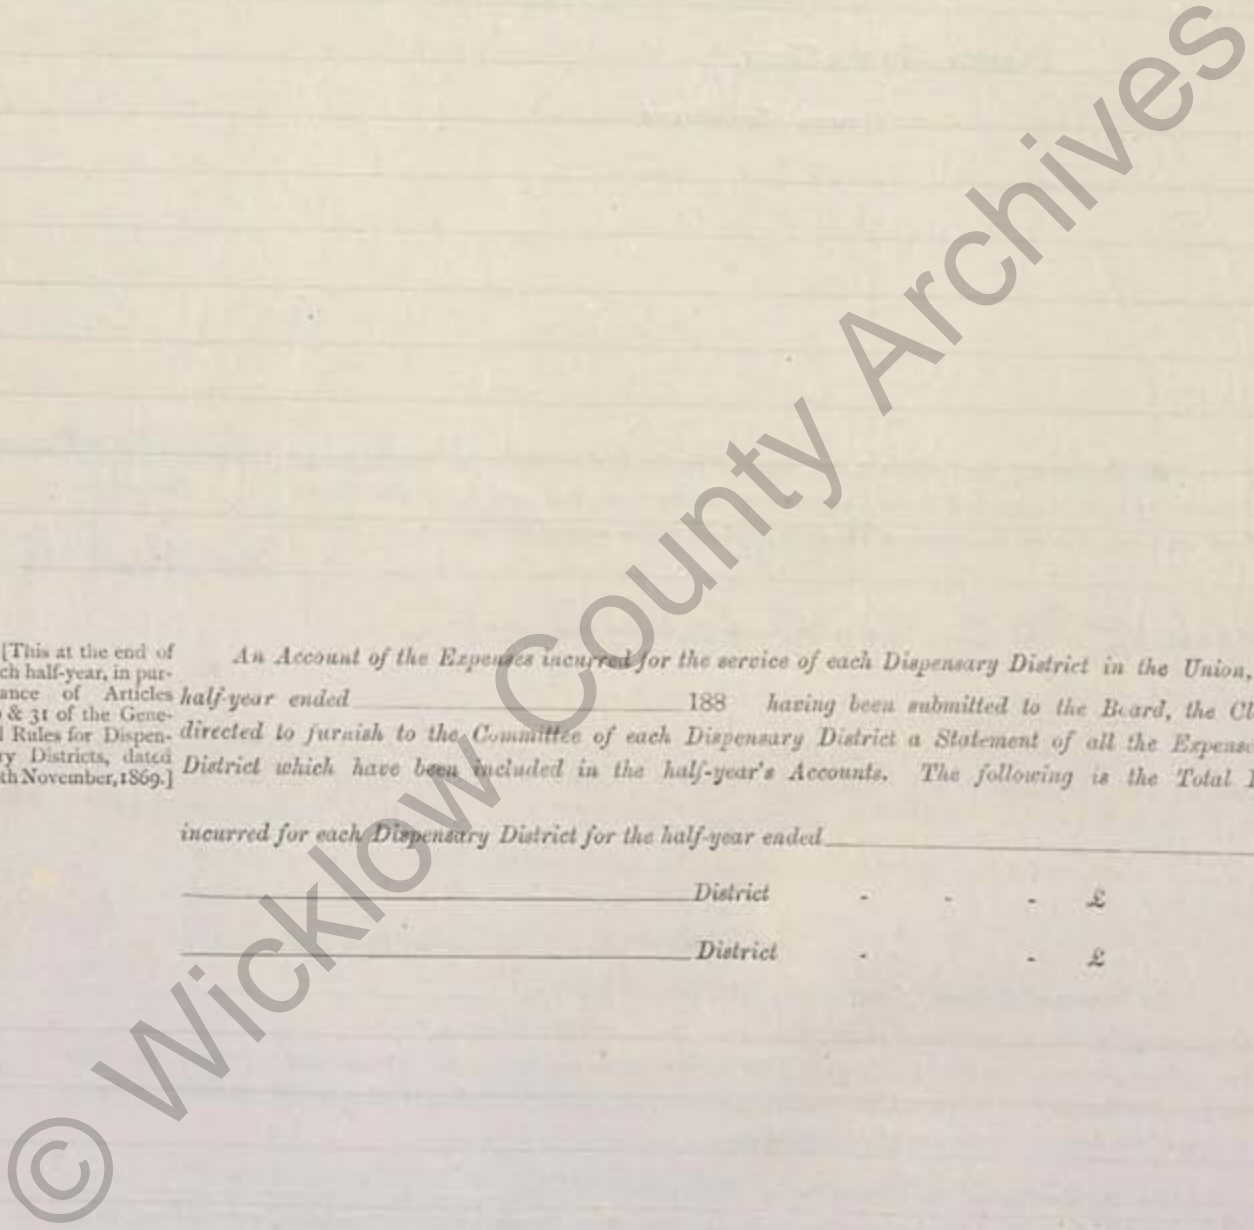 [This at the end of
ch half-year, in pur-
ance of Articles
& 31 of the Gene-
l Rules for Dispen-
ry Districts, dated
th November, 1869.]
An Account of the Expenses incurred for the service of each Dispensary District in the Union,
half-year ended 188 having been submitted to the Board, the Cl
directed to furnish to the Committee of each Dispensary District a Statement of all the Expense
District which have been included in the half-year's Accounts. The following is the Total
incurred for each Dispensary District for the half-year ended
District - - - £
District - - £
© Wicklow County Archives